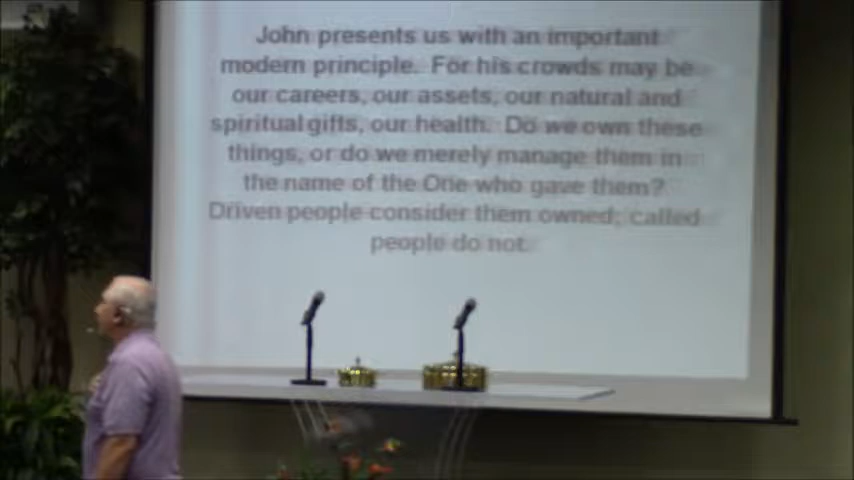 John presents us with an important
modern principle. For his crowds may be
our careers, our assets, our natural and
spiritual gifts, our health. Do we own these
things, or do we merely manage them in
the name of the One who gave them?
Driven people consider them owned; called
people do not.